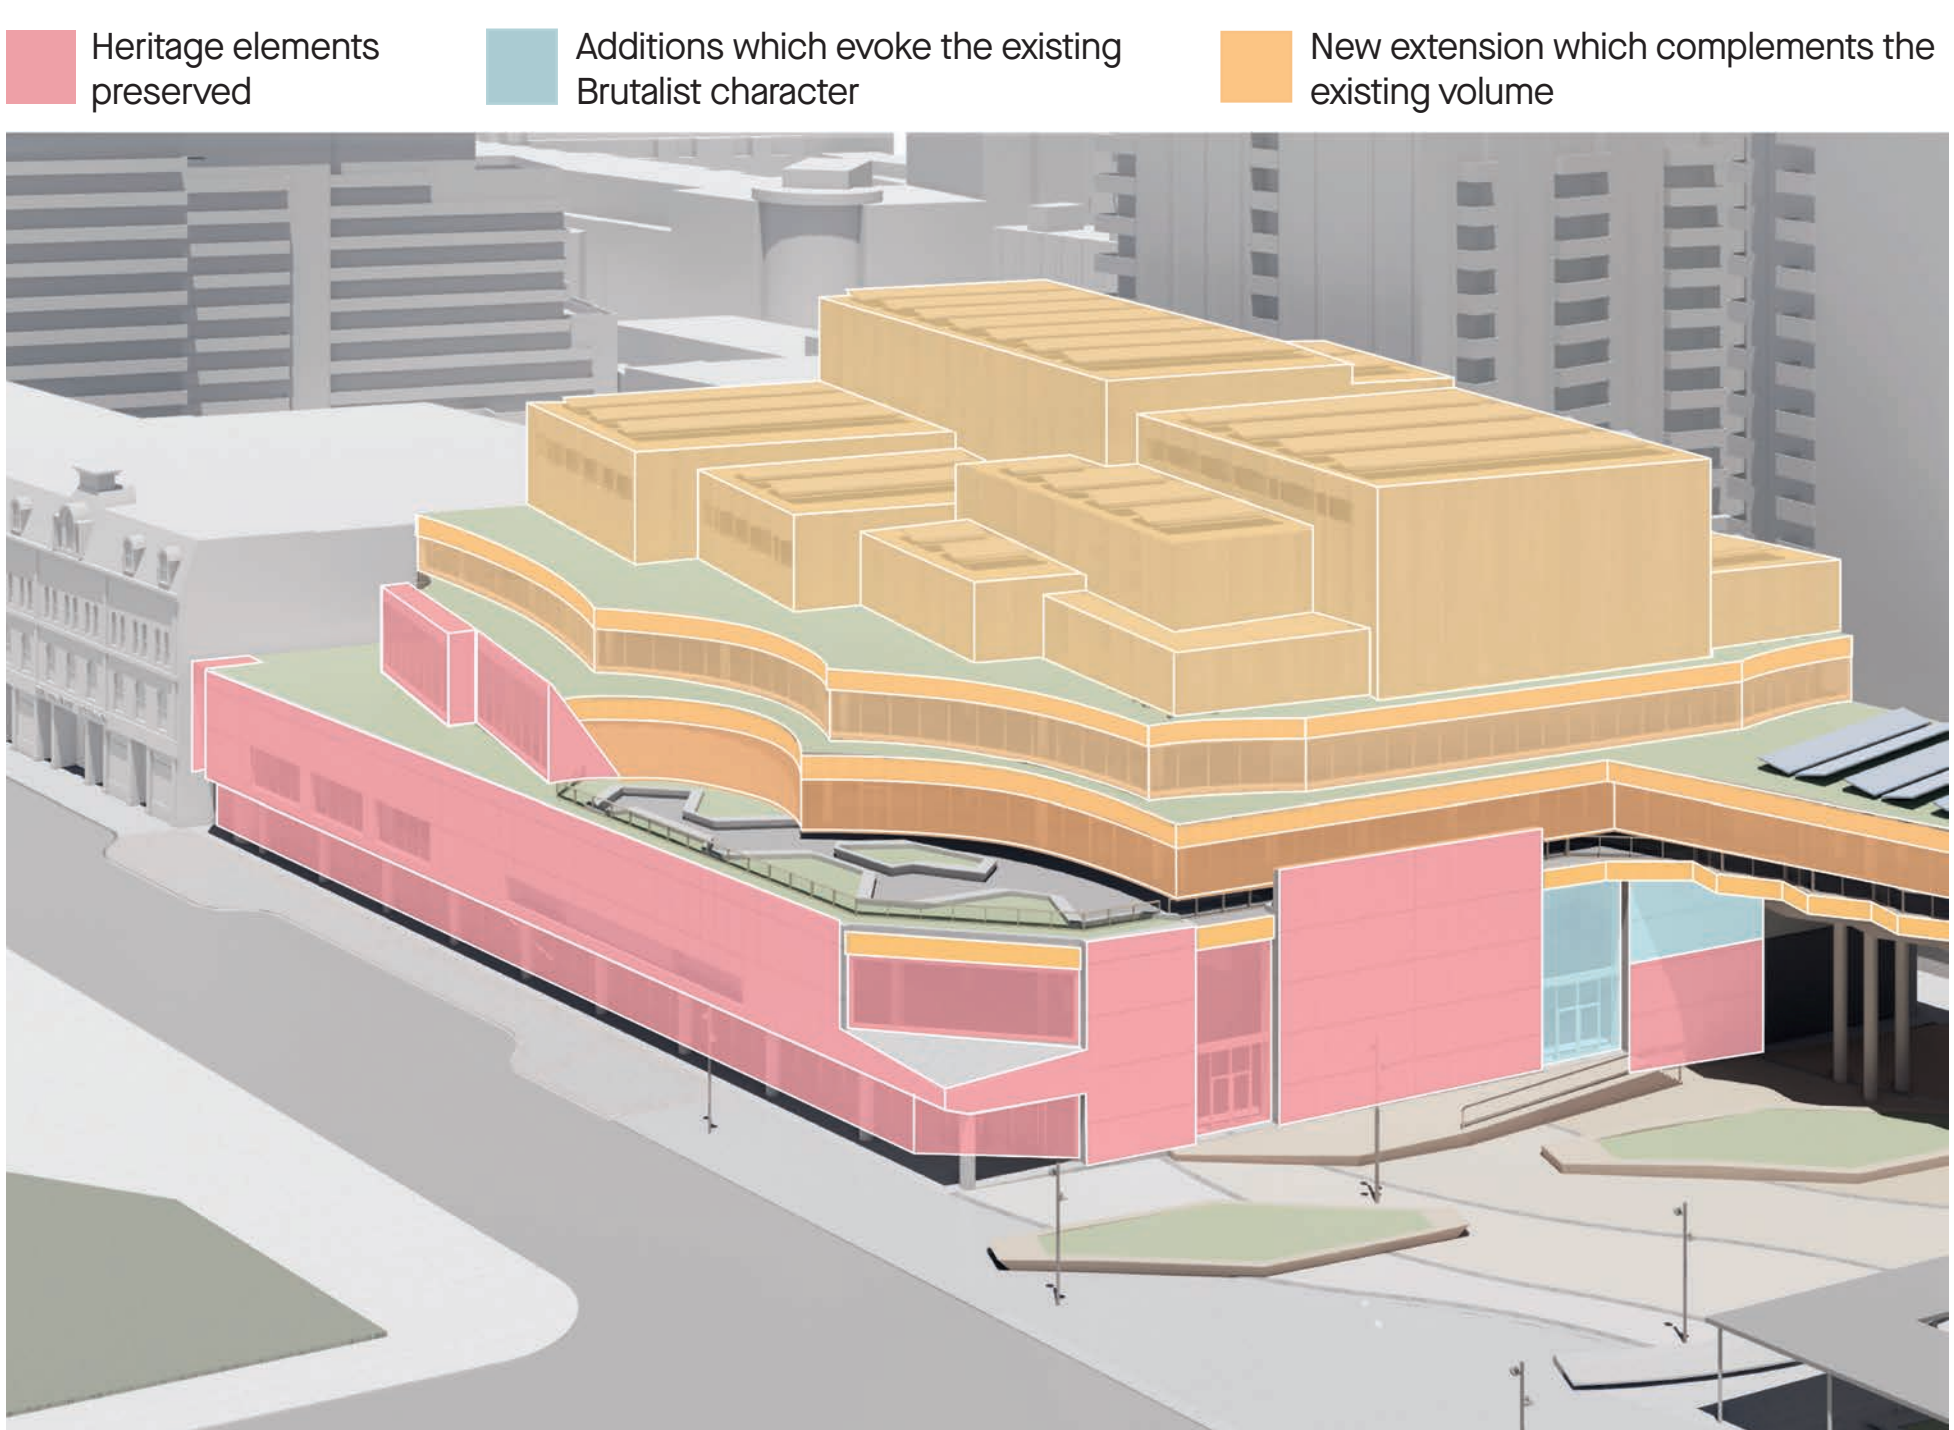 Heritage elements
preserved
Additions which evoke the existing
Brutalist character
New extension which complements the
existing volume